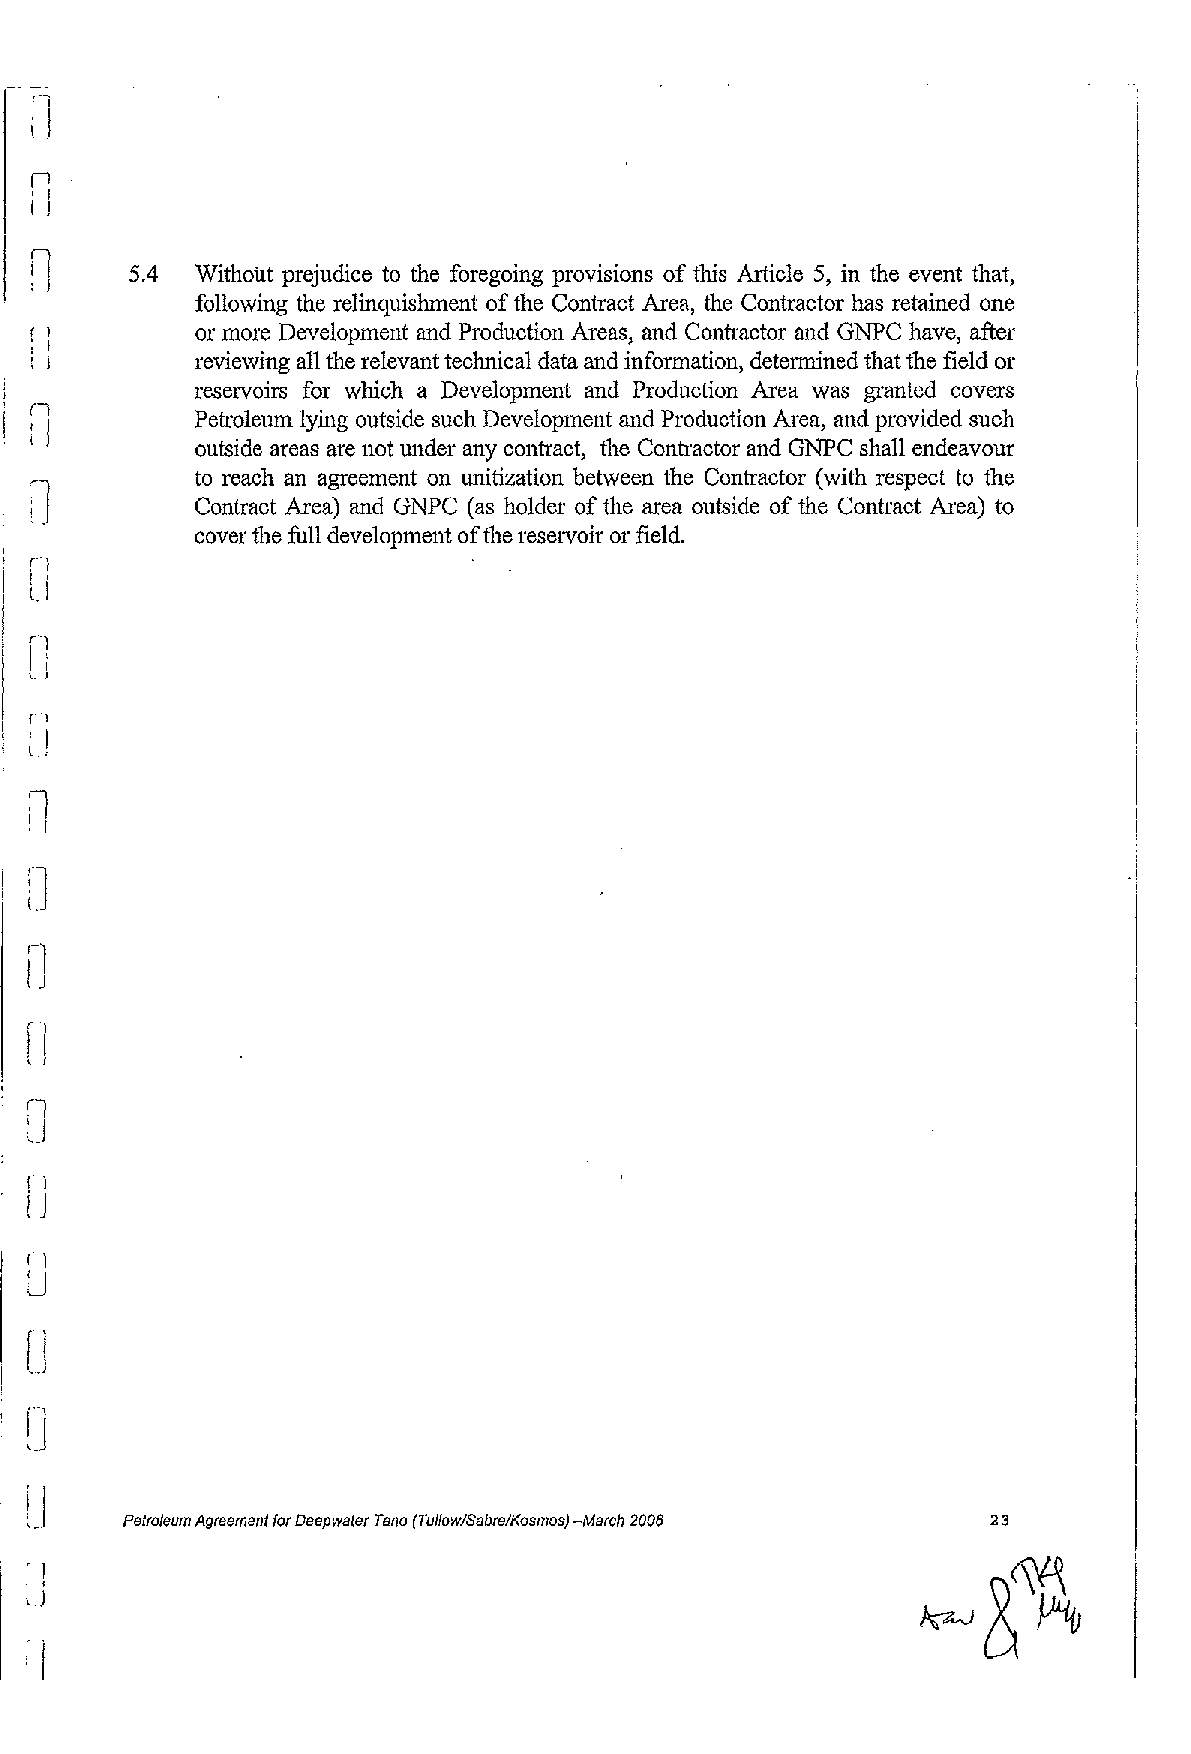 5.4 Without prejudice to the foregoing provisions of this Article 5, in the event that,
following the relinquishment of the Contract Area, the Contractor has retained one
or more Development and Production Areas, and Contractor and GNPC have, after
reviewing all the relevant technical data and information, determined that the field or
reservoirs for which a Development and Production Area was granted covers
Petroleum lying outside such Development and Production Area, and provided such
outside areas are not under any contract, the Contractor and GNPC shall endeavour
to reach an agreement on unitization between the Contractor (with respect to the
Contract Area) and GNPC (as holder of the area outside of the Contract Area) to
cover the full development of the reservoir or field.
Petroleum Agreement for Deepwater Tano (Tullow/Sabre/Kosmos) –March 2006 23